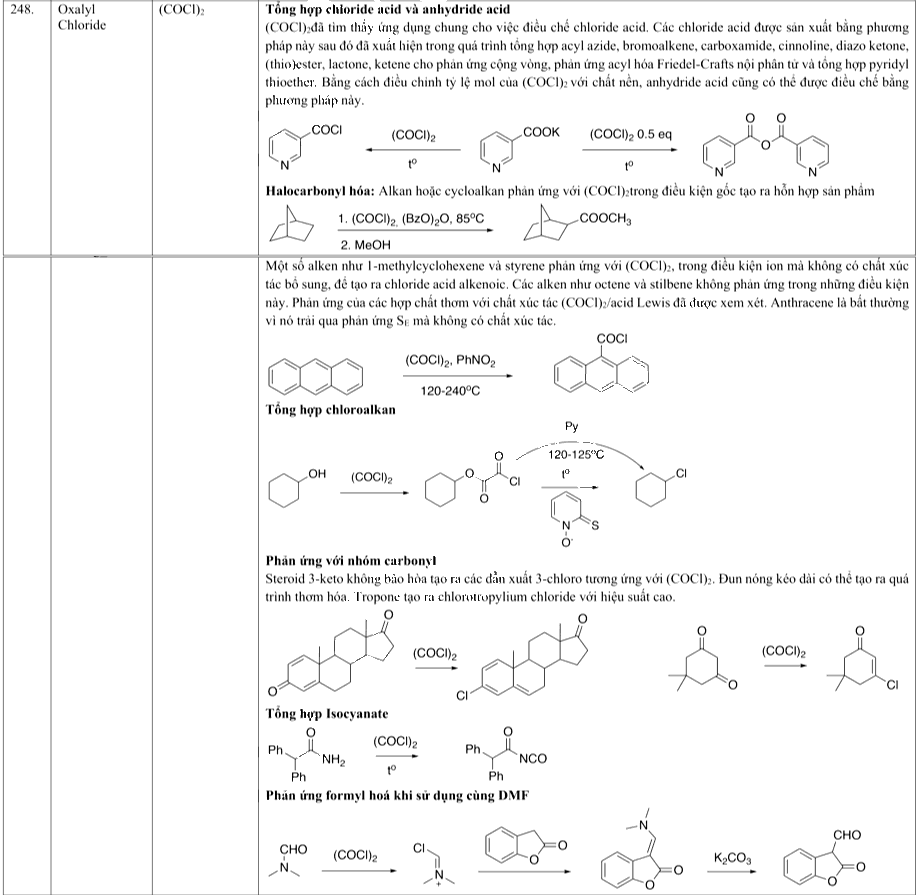 248. Oxalyl Chloride (COCl)₂ Tổng hợp chloride acid và anhydride acid
(COCl)₂đã tìm thấy ứng dụng chung cho việc điều chế chloride acid. Các chloride acid được sản xuất bằng phương
pháp này sau đó đã xuất hiện trong quá trình tổng hợp acyl azide, bromoalkene, carboxamide, cinnoline, diazo ketone,
(thio)ester, lactone, ketene cho phản ứng cộng vòng, phản ứng acyl hóa Friedel-Crafts nội phân tử và tổng hợp pyridyl
thioether. Bằng cách điều chỉnh tỷ lệ mol của (COCl)₂ với chất nền, anhydride acid cũng có thể được điều chế bằng
phương pháp này.
COCl (COCl)₂ tº COOK (COCl)₂ 0.5 eq tº O O O
N N N N
Halocarbonyl hóa: Alkan hoặc cycloalkan phản ứng với (COCl)₂trong điều kiện gốc tạo ra hỗn hợp sản phẩm
1. (COCl)₂, (BzO)₂O, 85ºC COOCH₃
2. MeOH
Một số alken như 1-methylcyclohexene và styrene phản ứng với (COCl)₂, trong điều kiện ion mà không có chất xúc
tác bổ sung, để tạo ra chloride acid alkenoic. Các alken như octene và stilbene không phản ứng trong những điều kiện
này. Phản ứng của các hợp chất thơm với chất xúc tác (COCl)₂/acid Lewis đã được xem xét. Anthracene là bất thường
vì nó trải qua phản ứng Sᴇ mà không có chất xúc tác.
(COCl)₂, PhNO₂ COCl
120-240ºC
Tổng hợp chloroalkan
Py
120-125ºC
OH (COCl)₂ O O Cl O tº Cl
N S
O⁻
Phản ứng với nhóm carbonyl
Steroid 3-keto không bão hòa tạo ra các dẫn xuất 3-chloro tương ứng với (COCl)₂. Đun nóng kéo dài có thể tạo ra quá
trình thơm hóa. Tropone tạo ra chlorotropylium chloride với hiệu suất cao.
O (COCl)₂ O O (COCl)₂ O
O Cl O Cl
Tổng hợp Isocyanate
Ph O NH₂ Ph (COCl)₂ tº Ph O NCO Ph
Phản ứng formyl hoá khi sử dụng cùng DMF
CHO N (COCl)₂ Cl N + O O N O O K₂CO₃ CHO O O